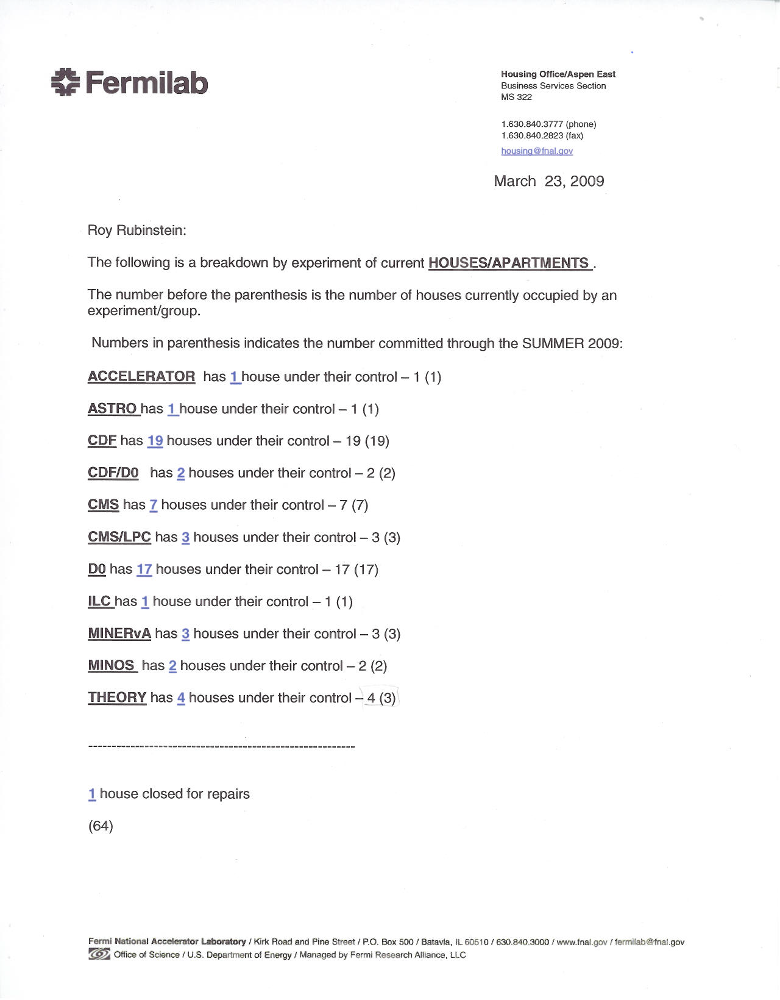 Fermilab
Housing Office/Aspen East
Business Services Section
MS 322
1.630.840.3777 (phone)
1.630.840.2823 (fax)
housing@fnal.gov
March 23, 2009
Roy Rubinstein:
The following is a breakdown by experiment of current HOUSES/APARTMENTS .
The number before the parenthesis is the number of houses currently occupied by an
experiment/group.
Numbers in parenthesis indicates the number committed through the SUMMER 2009:
ACCELERATOR has 1 house under their control – 1 (1)
ASTRO has 1 house under their control – 1 (1)
CDF has 19 houses under their control – 19 (19)
CDF/D0 has 2 houses under their control – 2 (2)
CMS has 7 houses under their control – 7 (7)
CMS/LPC has 3 houses under their control – 3 (3)
D0 has 17 houses under their control – 17 (17)
ILC has 1 house under their control – 1 (1)
MINERvA has 3 houses under their control – 3 (3)
MINOS has 2 houses under their control – 2 (2)
THEORY has 4 houses under their control – 4 (3)
---------------------------------------------------------
1 house closed for repairs
(64)
Fermi National Accelerator Laboratory / Kirk Road and Pine Street / P.O. Box 500 / Batavia, IL 60510 / 630.840.3000 / www.fnal.gov / fermilab@fnal.gov
Office of Science / U.S. Department of Energy / Managed by Fermi Research Alliance, LLC